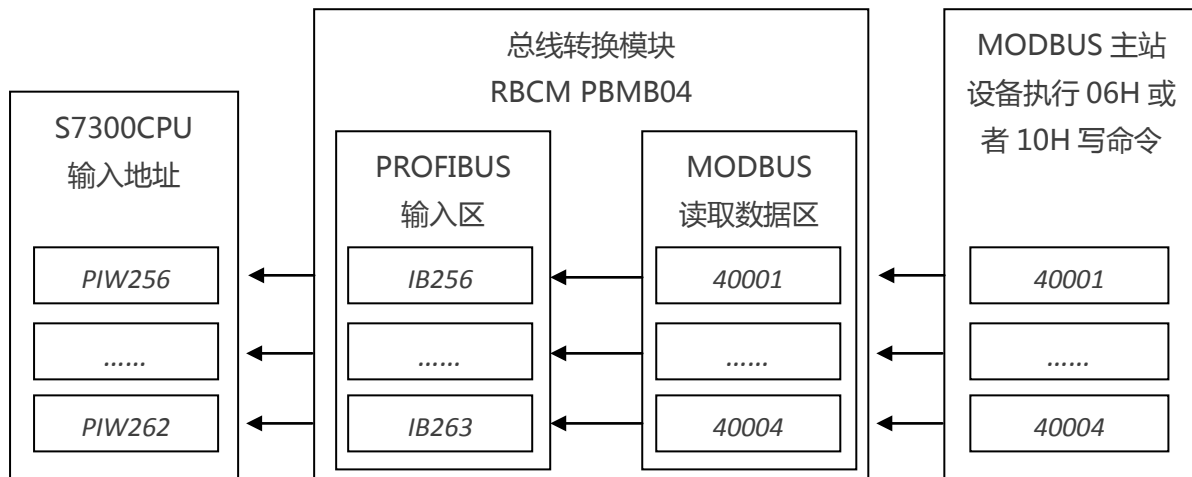 总线转换模块
RBCM PBMB04
MODBUS 主站
设备执行 06H 或
者 10H 写命令
S7300CPU
输入地址
PROFIBUS
输入区
MODBUS
读取数据区
PIW256
IB256
40001
40001
……
……
……
……
PIW262
IB263
40004
40004